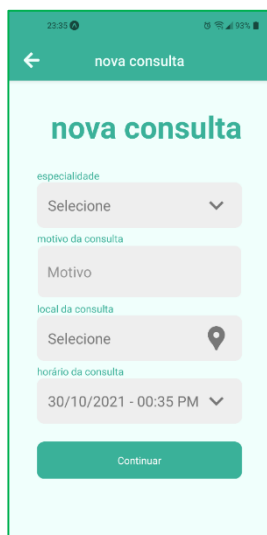 23:35 93%
nova consulta
nova consulta
especialidade
Selecione
motivo da consulta
Motivo
local da consulta
Selecione
horário da consulta
30/10/2021 - 00:35 PM
Continuar